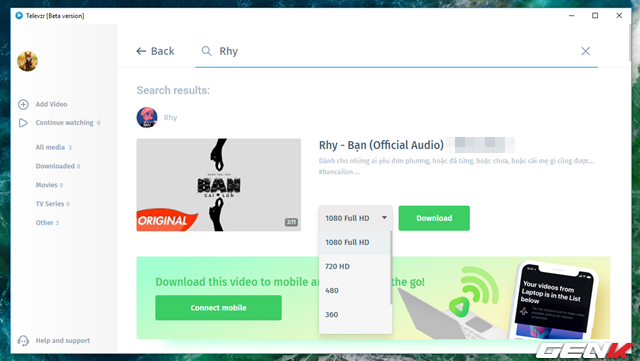 Televzr [Beta version]
Back
Rhy
Search results:
Rhy
Add Video
Continue watching 0
All media 3
Downloaded 0
Movies 0
TV Series 0
Other 3
Help and support
BẠN
CAI LON
ORIGINAL
3:11
Rhy - Bạn (Official Audio)
Dành cho những ai yêu đơn phương, hoặc đã từng, hoặc chưa, hoặc cái mẹ gì cũng được...
#bancailon ...
1080 Full HD
Download
1080 Full HD
720 HD
480
360
Download this video to mobile an
the go!
Connect mobile
Your videos from
Laptop is in the List
below
GENK